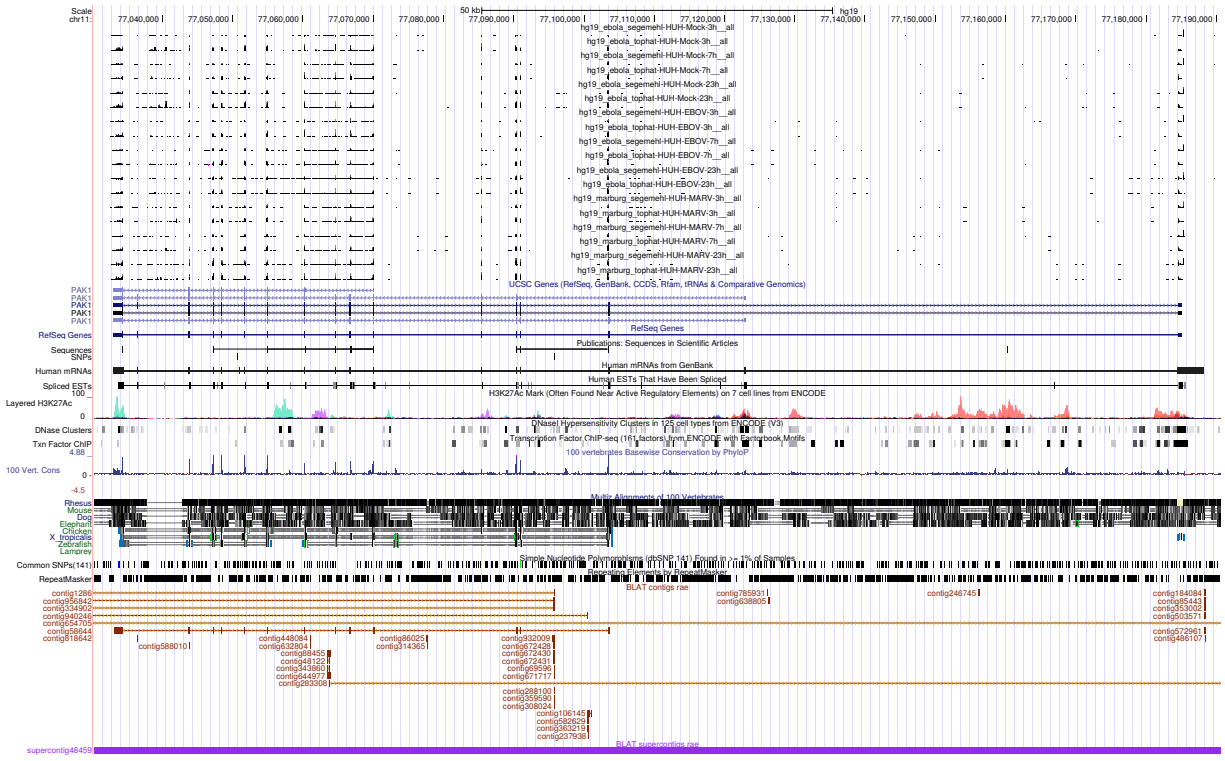 Scale 50 kb hg19
chr11: 77,040,000 77,050,000 77,060,000 77,070,000 77,080,000 77,090,000 77,100,000 77,110,000 77,120,000 77,130,000 77,140,000 77,150,000 77,160,000 77,170,000 77,180,000 77,190,000
hg19_ebola_segemehl-HUH-Mock-3h__all
hg19_ebola_tophat-HUH-Mock-3h__all
hg19_ebola_segemehl-HUH-Mock-7h__all
hg19_ebola_tophat-HUH-Mock-7h__all
hg19_ebola_segemehl-HUH-Mock-23h__all
hg19_ebola_tophat-HUH-Mock-23h__all
hg19_ebola_segemehl-HUH-EBOV-3h__all
hg19_ebola_tophat-HUH-EBOV-3h__all
hg19_ebola_segemehl-HUH-EBOV-7h__all
hg19_ebola_tophat-HUH-EBOV-7h__all
hg19_ebola_segemehl-HUH-EBOV-23h__all
hg19_ebola_tophat-HUH-EBOV-23h__all
hg19_marburg_segemehl-HUH-MARV-3h__all
hg19_marburg_tophat-HUH-MARV-3h__all
hg19_marburg_segemehl-HUH-MARV-7h__all
hg19_marburg_tophat-HUH-MARV-7h__all
hg19_marburg_segemehl-HUH-MARV-23h__all
hg19_marburg_tophat-HUH-MARV-23h__all
UCSC Genes (RefSeq, GenBank, CCDS, Rfam, tRNAs & Comparative Genomics)
PAK1
PAK1
PAK1
PAK1
PAK1
RefSeq Genes
RefSeq Genes
Publications: Sequences in Scientific Articles
Sequences
SNPs
Human mRNAs from GenBank
Human mRNAs
Human ESTs That Have Been Spliced
Spliced ESTs
H3K27Ac Mark (Often Found Near Active Regulatory Elements) on 7 cell lines from ENCODE
100
Layered H3K27Ac
0
DNaseI Hypersensitivity Clusters in 125 cell types from ENCODE (V3)
DNase Clusters
Transcription Factor ChIP-seq (161 factors) from ENCODE with Factorbook Motifs
Txn Factor ChIP
100 vertebrates Basewise Conservation by PhyloP
4.88
100 Vert. Cons
0
-4.5
Multiz Alignments of 100 Vertebrates
Rhesus
Mouse
Dog
Elephant
Chicken
X_tropicalis
Zebrafish
Lamprey
Simple Nucleotide Polymorphisms (dbSNP 141) Found in >= 1% of Samples
Common SNPs(141)
Repeating Elements by RepeatMasker
RepeatMasker
BLAT contigs rae
contig1286 contig785931 contig246745 contig184084
contig956842 contig638805 contig85443
contig334902 contig353002
contig940246 contig503571
contig654705
contig58644 contig572961
contig818642 contig448084 contig86025 contig932009 contig486107
contig588010 contig632804 contig314365 contig672428
contig88455 contig672430
contig48122 contig672431
contig343860 contig69596
contig644977 contig671717
contig283308
contig288100
contig359590
contig308024
contig106145
contig582629
contig363219
contig237938
BLAT supercontigs rae
supercontig48459